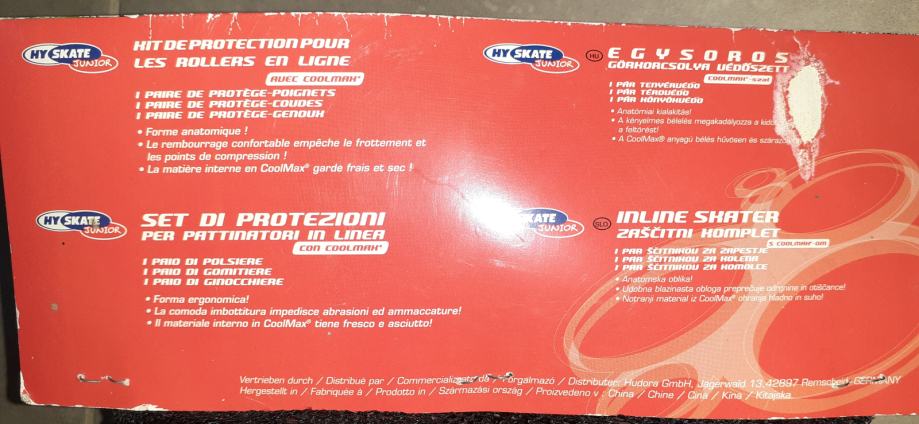 HY SKATE
JUNIOR
KIT DE PROTECTION POUR
LES ROLLERS EN LIGNE
AVEC COOLMAX®
1 PAIRE DE PROTÈGE-POIGNETS
1 PAIRE DE PROTÈGE-COUDES
1 PAIRE DE PROTÈGE-GENOUX
• Forme anatomique !
• Le rembourrage confortable empêche le frottement et
les points de compression !
• La matière interne en CoolMax® garde frais et sec !
HY SKATE
JUNIOR
HU
EGYSOROS
GÖRKORCSOLYA VÉDŐSZETT
COOLMAX®-szal
1 PÁR TENYÉRVÉDŐ
1 PÁR TÉRDVÉDŐ
1 PÁR KÖNYÖKVÉDŐ
• Anatómiai kialakítás!
• A kényelmes bélelés megakadályozza a
a feltörést!
• A CoolMax® anyagú bélés hűvösen és
HY SKATE
JUNIOR
SET DI PROTEZIONI
PER PATTINATORI IN LINEA
CON COOLMAX®
1 PAIO DI POLSIERE
1 PAIO DI GOMITIERE
1 PAIO DI GINOCCHIERE
• Forma ergonomica!
• La comoda imbottitura impedisce abrasioni ed ammaccature!
• Il materiale interno in CoolMax® tiene fresco e asciutto!
KATE
JUNIOR
SLO
INLINE SKATER
ZAŠČITNI KOMPLET
S COOLMAX®-om
1 PAR ŠČITNIKOV ZA ZAPESTJE
1 PAR ŠČITNIKOV ZA KOLENA
1 PAR ŠČITNIKOV ZA KOMOLCE
• Anatomska oblika!
• Udobna blazinasta obloga preprečuje odrgnine in otiščance!
• Notranji material iz CoolMax® ohranja hladno in suho!
Vertrieben durch / Distribué par / Commercializzato da / Forgalmazó / Distributer: Hudora GmbH, Jägerwald 13,42897 Remscheid, GERMANY
Hergestellt in / Fabriquée à / Prodotto in / Származási ország / Proizvedeno v : China / Chine / Cina / Kína / Kitajska